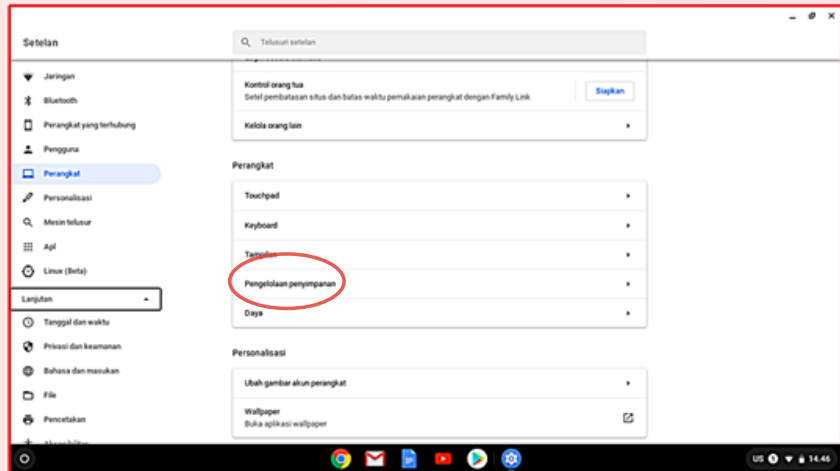 Setelan
Telusuri setelan
Jaringan
Bluetooth
Perangkat yang terhubung
Pengguna
Perangkat
Personalisasi
Mesin telusur
Apl
Linux (Beta)
Lanjutan
Tanggal dan waktu
Privasi dan keamanan
Bahasa dan masukan
File
Pencetakan
Kontrol orang tua
Setel pembatasan situs dan batas waktu pemakaian perangkat dengan Family Link
Siapkan
Kelola orang lain
Perangkat
Touchpad
Keyboard
Tampilan
Pengelolaan penyimpanan
Daya
Personalisasi
Ubah gambar akun perangkat
Wallpaper
Buka aplikasi wallpaper
US
14.46